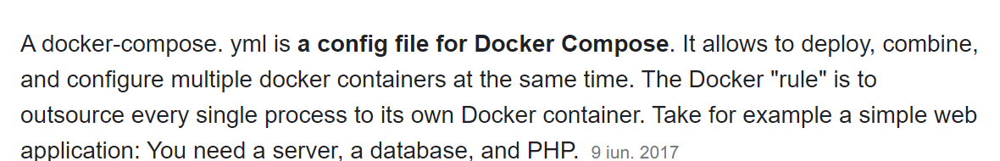 A docker-compose. yml is a config file for Docker Compose. It allows to deploy, combine,
and configure multiple docker containers at the same time. The Docker "rule" is to
outsource every single process to its own Docker container. Take for example a simple web
application: You need a server, a database, and PHP. 9 iun. 2017